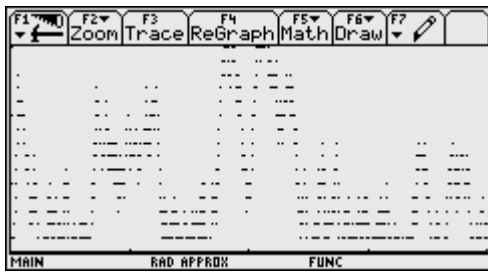 F1 F2 F3 F4 F5 F6 F7
Zoom Trace ReGraph Math Draw
MAIN RAD APPROX FUNC